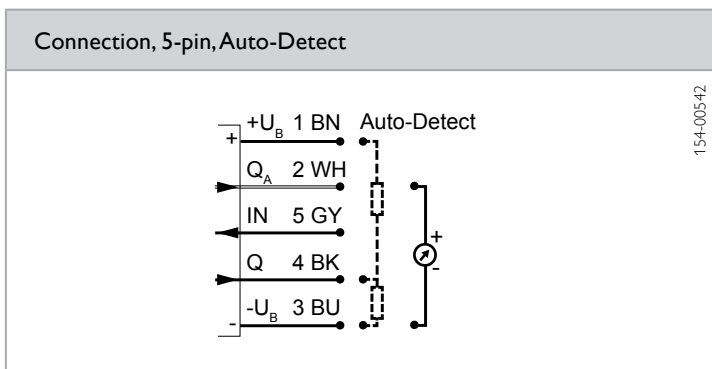 Connection, 5-pin, Auto-Detect
154-00542
+U_B 1 BN Auto-Detect
+
Q_A 2 WH
IN 5 GY
+
Q 4 BK
-
-U_B 3 BU
-